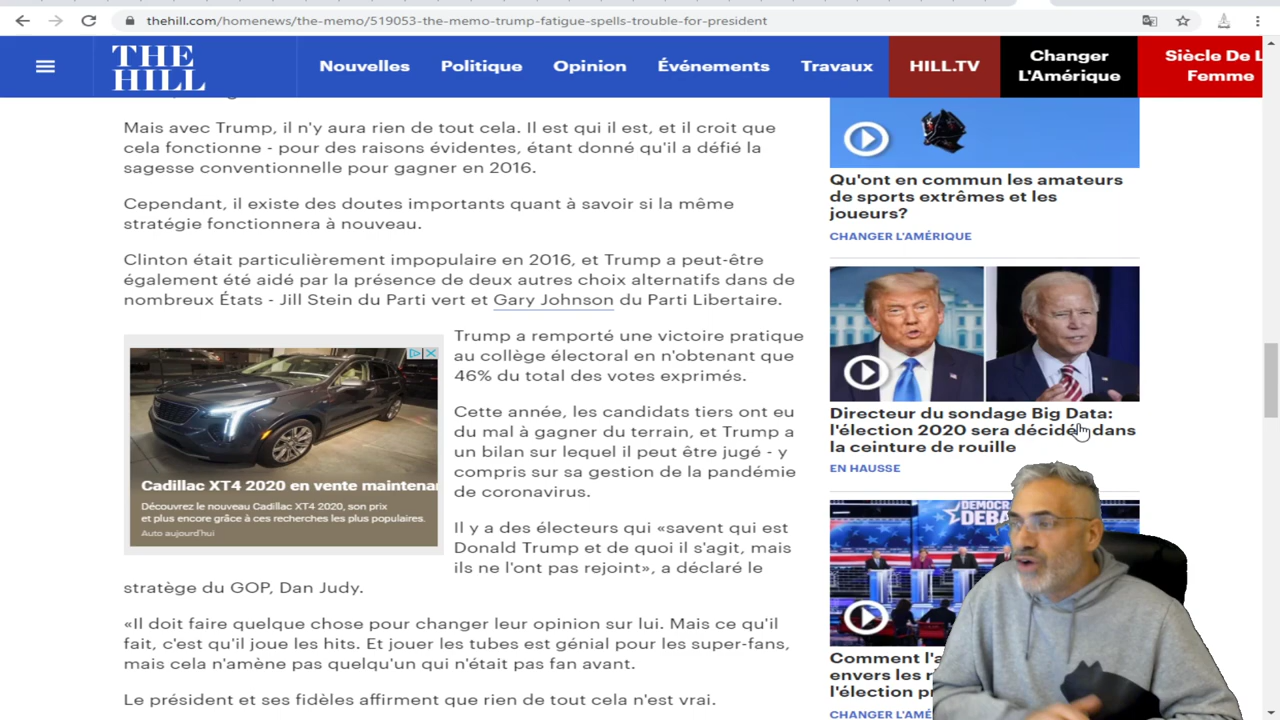 thehill.com/homenews/the-memo/519053-the-memo-trump-fatigue-spells-trouble-for-president
THE
HILL
Nouvelles
Politique
Opinion
Événements
Travaux
HILL.TV
Changer
L'Amérique
Siècle De L
Femme
Mais avec Trump, il n'y aura rien de tout cela. Il est qui il est, et il croit que
cela fonctionne - pour des raisons évidentes, étant donné qu'il a défié la
sagesse conventionnelle pour gagner en 2016.
Cependant, il existe des doutes importants quant à savoir si la même
stratégie fonctionnera à nouveau.
Clinton était particulièrement impopulaire en 2016, et Trump a peut-être
également été aidé par la présence de deux autres choix alternatifs dans de
nombreux États - Jill Stein du Parti vert et Gary Johnson du Parti Libertaire.
Trump a remporté une victoire pratique
au collège électoral en n'obtenant que
46% du total des votes exprimés.
Cette année, les candidats tiers ont eu
du mal à gagner du terrain, et Trump a
un bilan sur lequel il peut être jugé - y
compris sur sa gestion de la pandémie
de coronavirus.
Il y a des électeurs qui «savent qui est
Donald Trump et de quoi il s'agit, mais
ils ne l'ont pas rejoint», a déclaré le
stratège du GOP, Dan Judy.
«Il doit faire quelque chose pour changer leur opinion sur lui. Mais ce qu'il
fait, c'est qu'il joue les hits. Et jouer les tubes est génial pour les super-fans,
mais cela n'amène pas quelqu'un qui n'était pas fan avant.
Le président et ses fidèles affirment que rien de tout cela n'est vrai.
Cadillac XT4 2020 en vente maintenan
Découvrez le nouveau Cadillac XT4 2020, son prix
et plus encore grâce à ces recherches les plus populaires.
Auto aujourd'hui
Qu'ont en commun les amateurs
de sports extrêmes et les
joueurs?
CHANGER L'AMÉRIQUE
Directeur du sondage Big Data:
l'élection 2020 sera décidée dans
la ceinture de rouille
EN HAUSSE
DEMOCR
DEBA
Comment l'a
envers les r
l'élection pr
CHANGER L'AMÉ